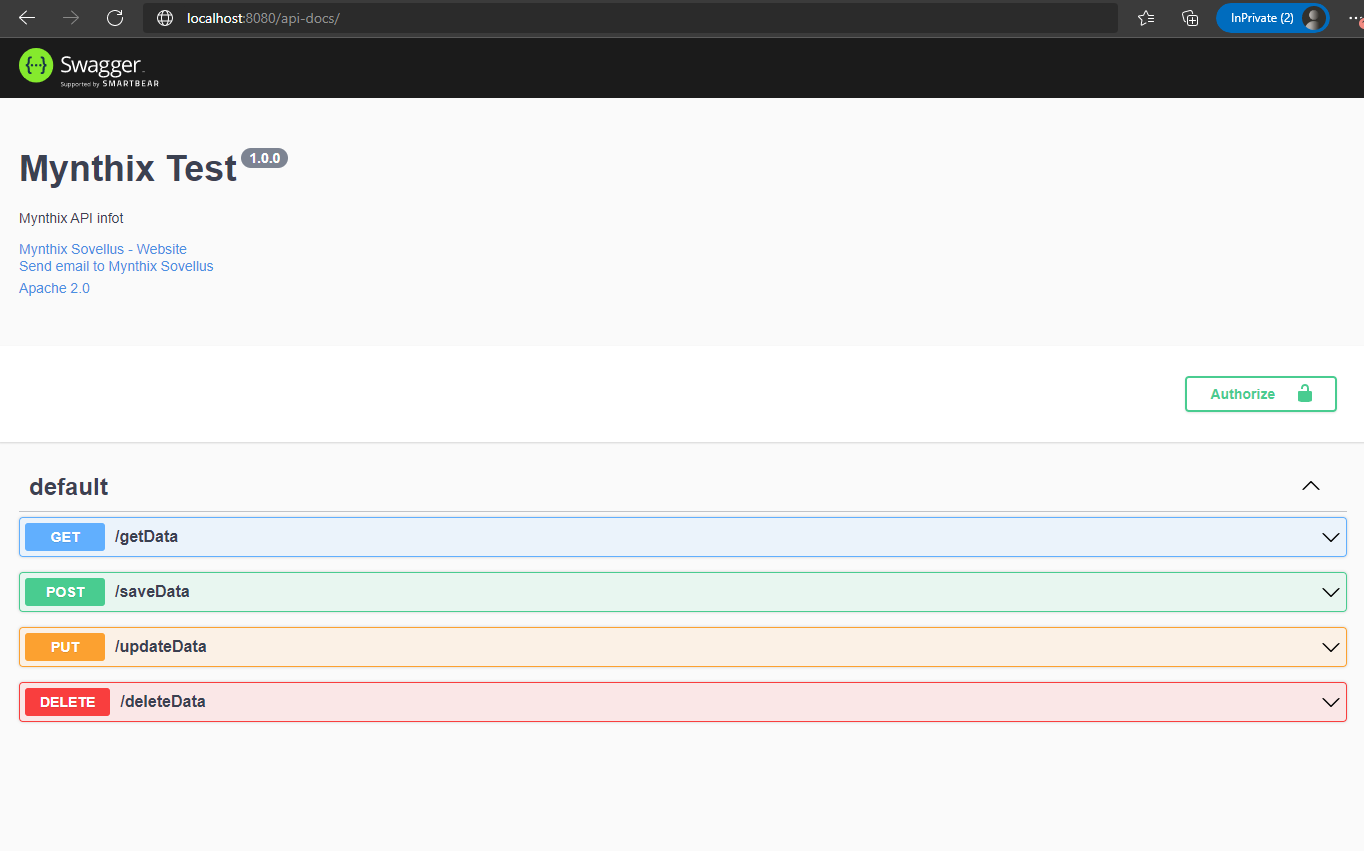 localhost:8080/api-docs/
InPrivate (2)
Swagger
Supported by SMARTBEAR
Mynthix Test 1.0.0
Mynthix API infot
Mynthix Sovellus - Website
Send email to Mynthix Sovellus
Apache 2.0
Authorize
default
GET /getData
POST /saveData
PUT /updateData
DELETE /deleteData